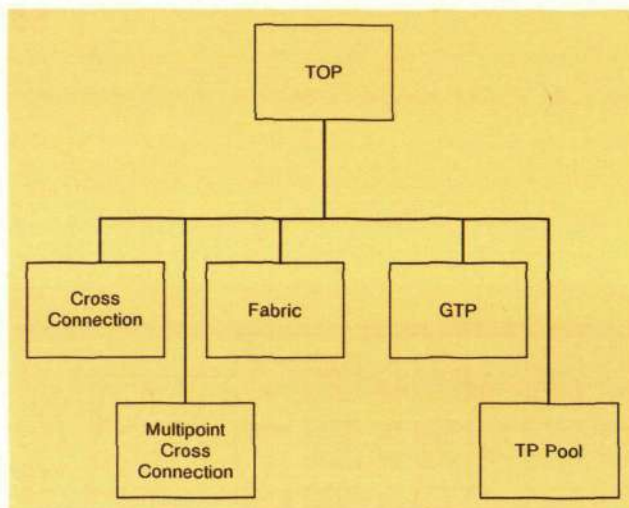 TOP
Cross
Connection
Fabric
GTP
Multipoint
Cross
Connection
TP Pool